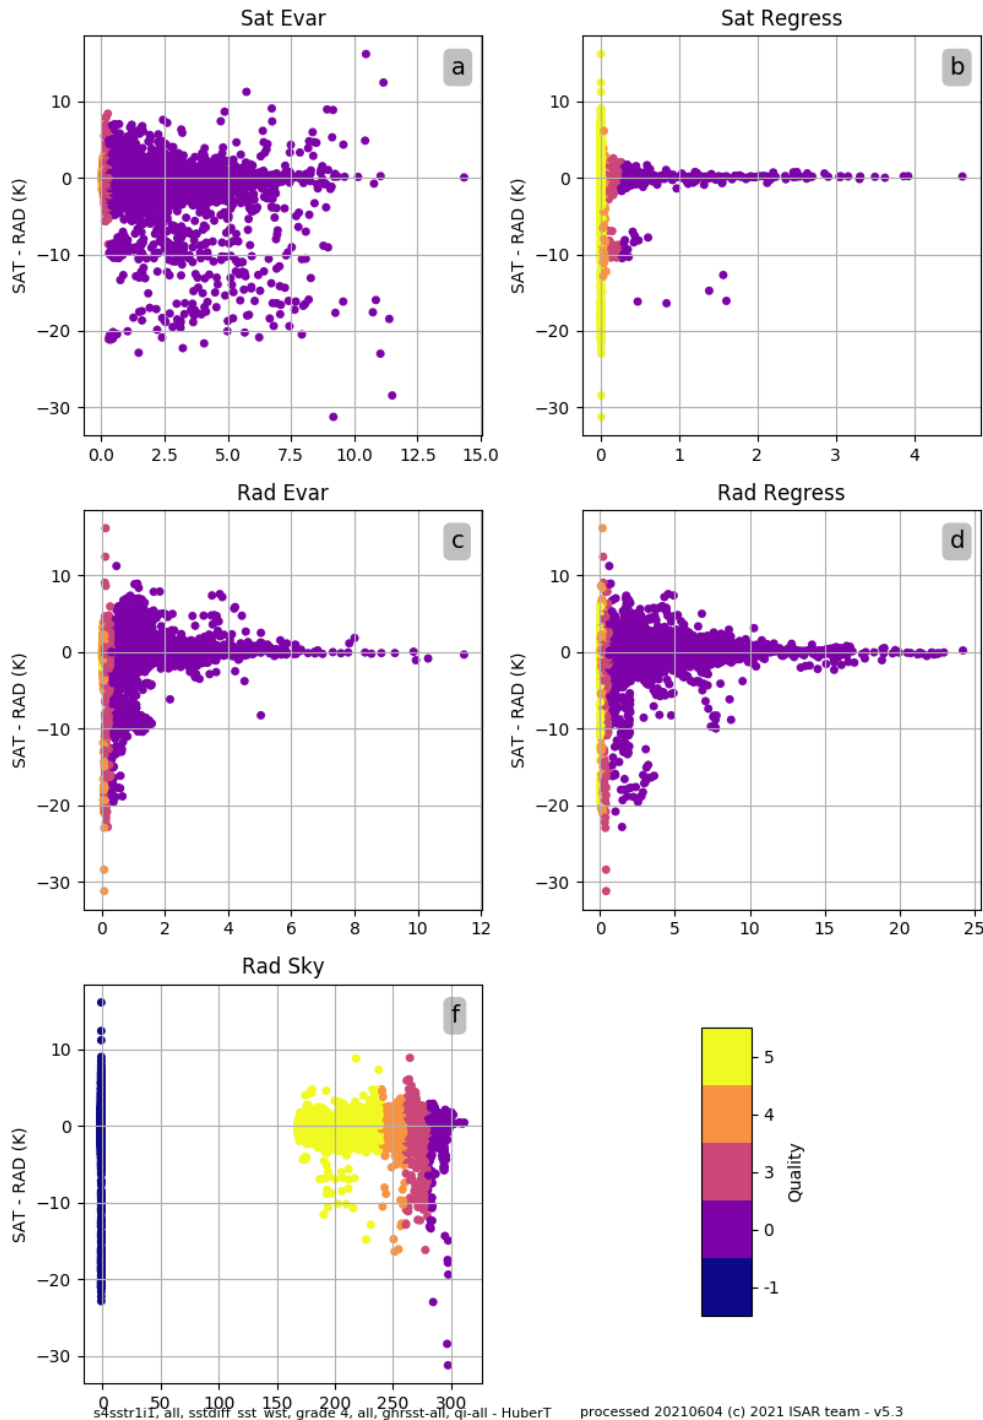 Sat Evar
Sat Regress
a
b
SAT - RAD (K)
10
0
−10
−20
−30
0.0 2.5 5.0 7.5 10.0 12.5 15.0
SAT - RAD (K)
10
0
−10
−20
−30
0 1 2 3 4
Rad Evar
Rad Regress
c
d
SAT - RAD (K)
10
0
−10
−20
−30
0 2 4 6 8 10 12
SAT - RAD (K)
10
0
−10
−20
−30
0 5 10 15 20 25
Rad Sky
f
SAT - RAD (K)
10
0
−10
−20
−30
0 50 100 150 200 250 300
5
4
3
0
-1
Quality
s4sstr1i1, all, sstdiff_sst_wst, grade 4, all, ghrsst-all, qi-all - HuberT
processed 20210604 (c) 2021 ISAR team - v5.3